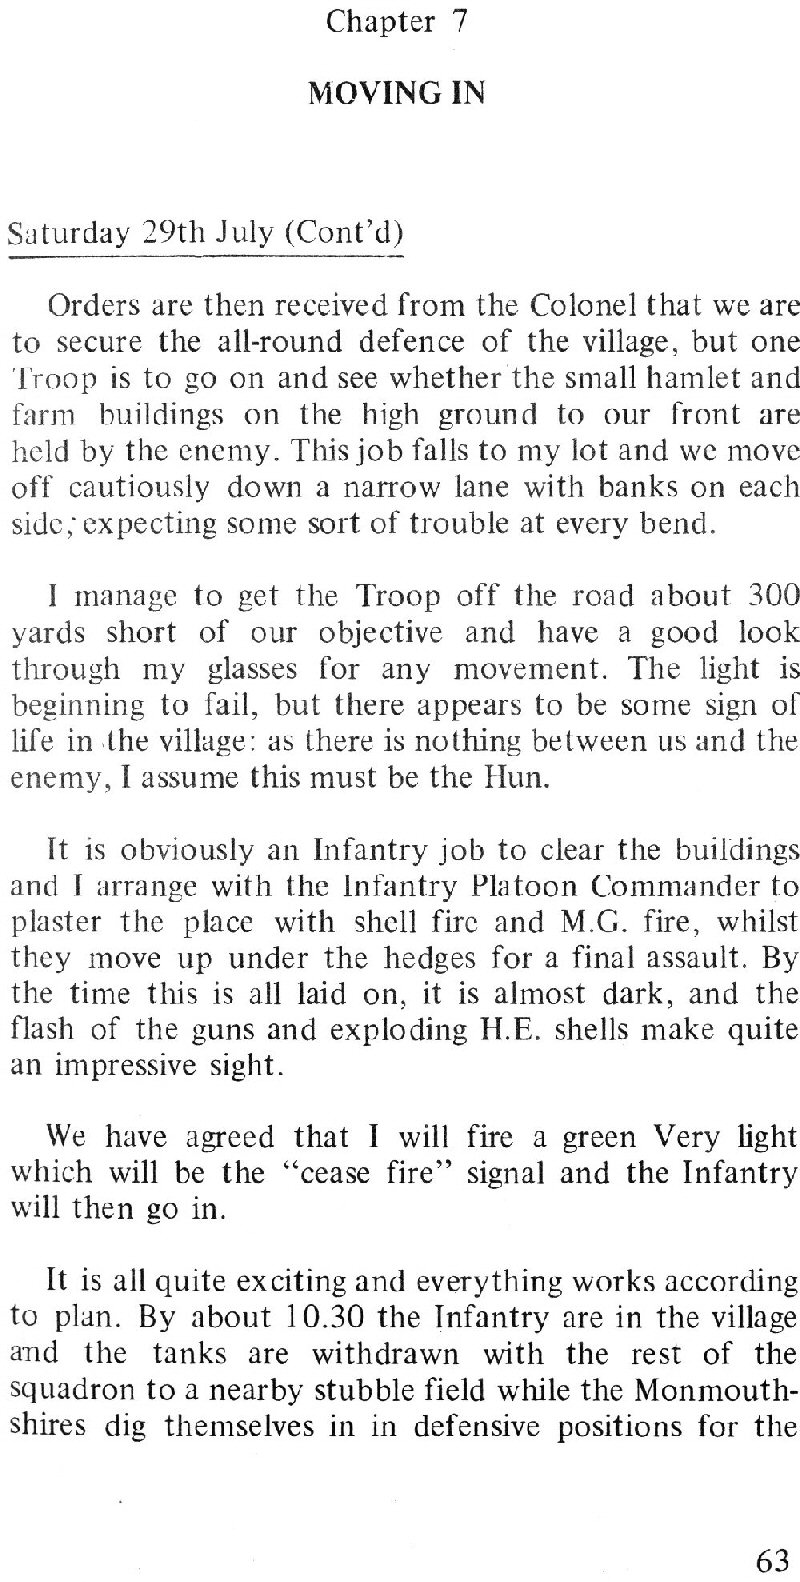 Chapter 7
MOVING IN
Saturday 29th July (Cont'd)
Orders are then received from the Colonel that we are
to secure the all-round defence of the village, but one
Troop is to go on and see whether the small hamlet and
farm buildings on the high ground to our front are
held by the enemy. This job falls to my lot and we move
off cautiously down a narrow lane with banks on each
side; expecting some sort of trouble at every bend.
I manage to get the Troop off the road about 300
yards short of our objective and have a good look
through my glasses for any movement. The light is
beginning to fail, but there appears to be some sign of
life in the village: as there is nothing between us and the
enemy, I assume this must be the Hun.
It is obviously an Infantry job to clear the buildings
and I arrange with the Infantry Platoon Commander to
plaster the place with shell fire and M.G. fire, whilst
they move up under the hedges for a final assault. By
the time this is all laid on, it is almost dark, and the
flash of the guns and exploding H.E. shells make quite
an impressive sight.
We have agreed that I will fire a green Very light
which will be the “cease fire” signal and the Infantry
will then go in.
It is all quite exciting and everything works according
to plan. By about 10.30 the Infantry are in the village
and the tanks are withdrawn with the rest of the
squadron to a nearby stubble field while the Monmouth-
shires dig themselves in in defensive positions for the
63